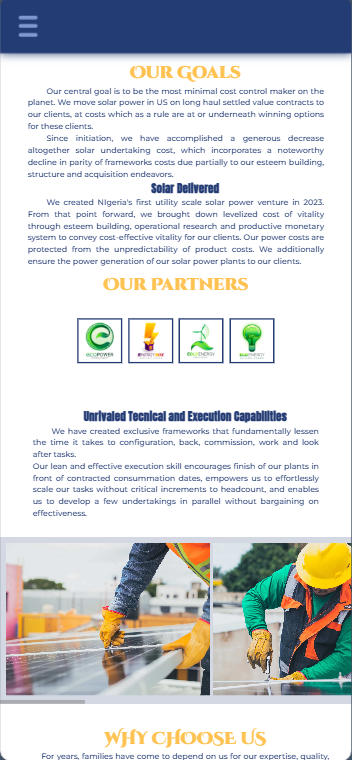 Our Goals
Our central goal is to be the most minimal cost control maker on the
planet. We move solar power in US on long haul settled value contracts to
our clients, at costs which as a rule are at or underneath winning options
for these clients.
Since initiation, we have accomplished a generous decrease
altogether solar undertaking cost, which incorporates a noteworthy
decline in parity of frameworks costs due partially to our esteem building,
structure and acquisition endeavors.
Solar Delivered
We created NIgeria's first utility scale solar power venture in 2023.
From that point forward, we brought down levelized cost of vitality
through esteem building, operational research and productive monetary
system to convey cost-effective vitality for our clients. Our power costs are
protected from the unpredictability of product costs. We additionally
ensure the power generation of our solar power plants to our clients.
Our Partners
ECOPOWER
Unrivaled Tecnical and Execution Capabilities
We have created exclusive frameworks that fundamentally lessen
the time it takes to configuration, back, commission, work and look
after tasks.
Our lean and effective execution skill encourages finish of our plants in
front of contracted consummation dates, empowers us to effortlessly
scale our tasks without critical increments to headcount, and enables
us to develop a few undertakings in parallel without bargaining on
effectiveness.
Why Choose Us
For years, families have come to depend on us for our expertise, quality,